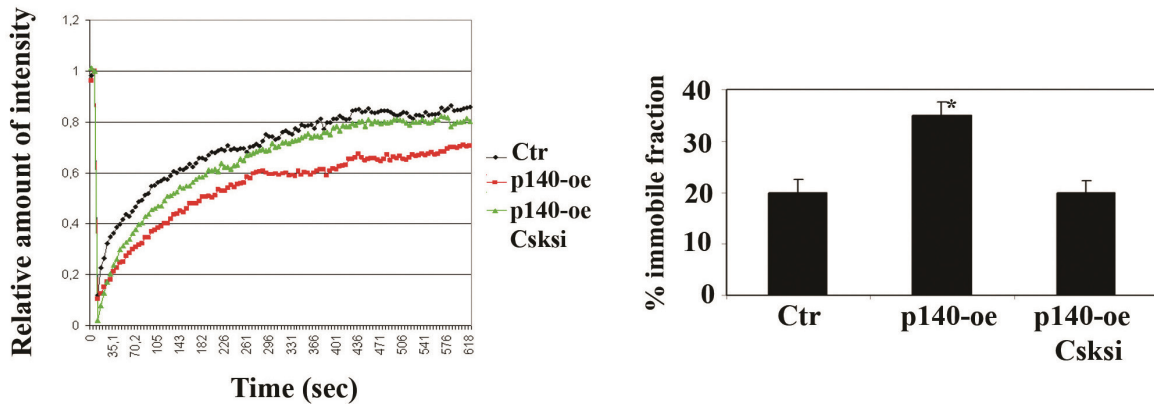 Relative amount of intensity
1,2
1
0,8
0,6
0,4
0,2
0
0 35,1 70,2 105 143 182 226 261 296 331 366 401 436 471 506 541 576 618
Time (sec)
Ctr
p140-oe
p140-oe
Csksi
% immobile fraction
40
30
20
10
0
*
Ctr p140-oe p140-oe
Csksi